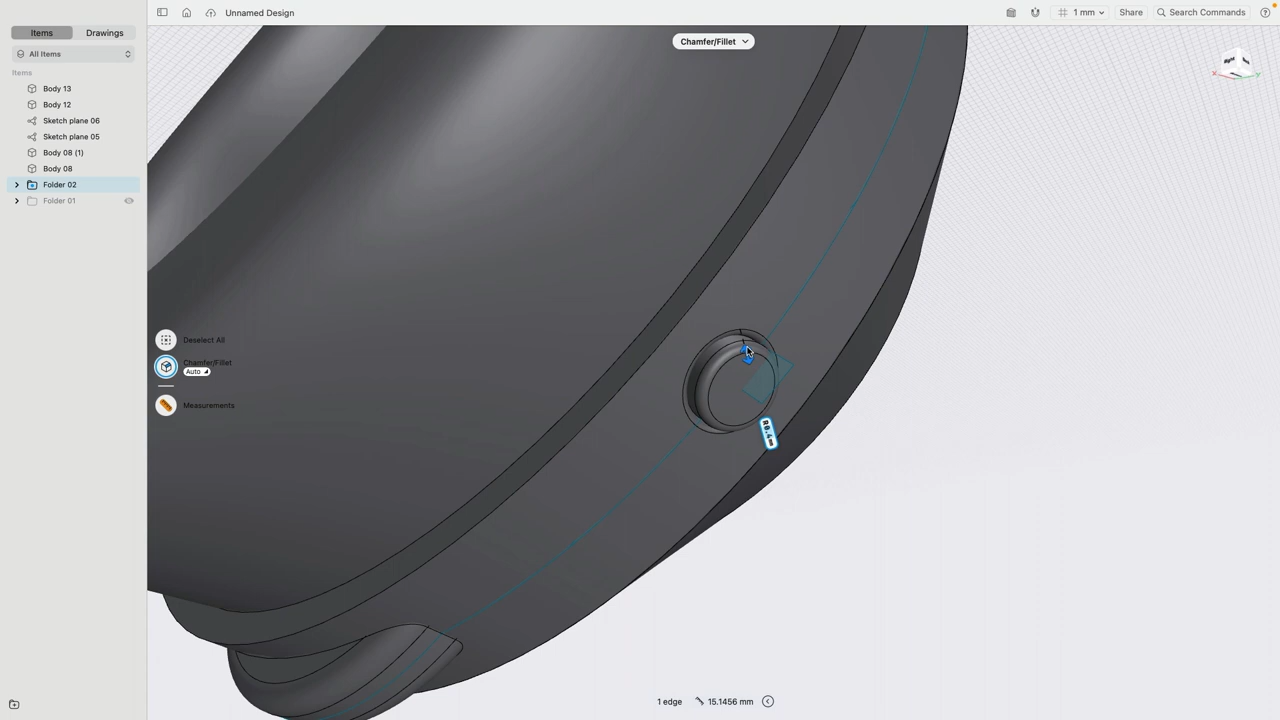 Unnamed Design
1 mm
Share
Search Commands
Items
Drawings
All Items
Chamfer/Fillet
Items
Body 13
Body 12
Sketch plane 06
Sketch plane 05
Body 08 (1)
Body 08
Folder 02
Folder 01
Deselect All
Chamfer/Fillet
Auto
Measurements
1 edge
15.1456 mm
X
Y